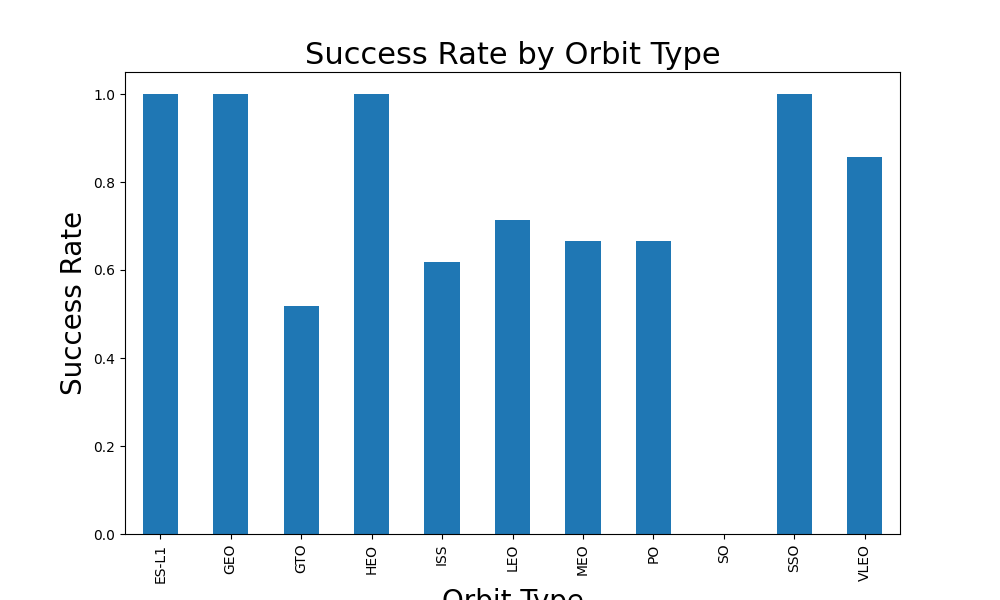 Success Rate by Orbit Type
Success Rate
1.0
0.8
0.6
0.4
0.2
0.0
ES-L1
GEO
GTO
HEO
ISS
LEO
MEO
PO
SO
SSO
VLEO
Orbit Type